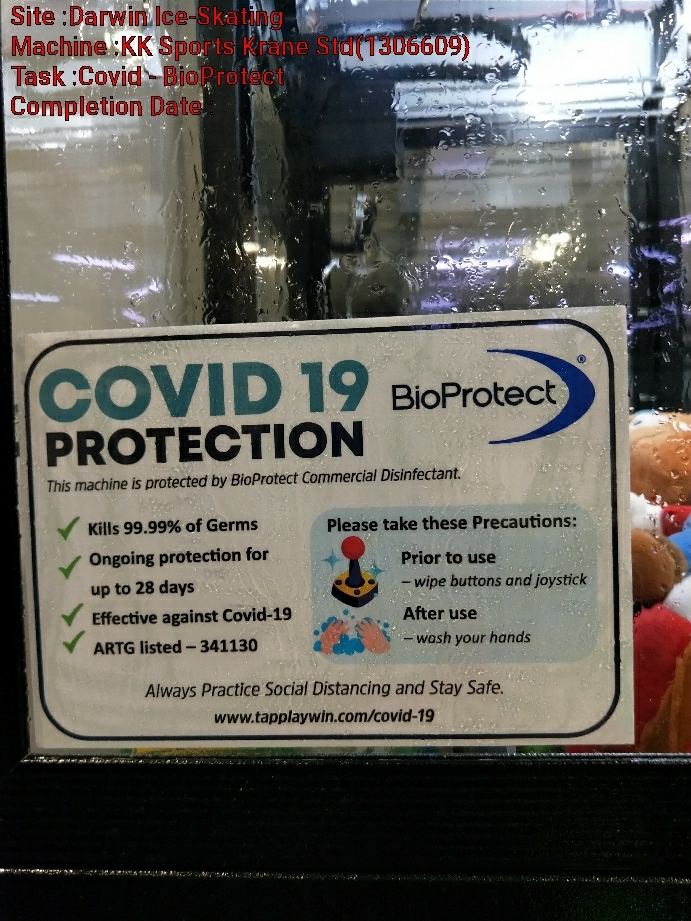 Site :Darwin Ice-Skating
Machine :KK Sports Krane Std(1306609)
Task :Covid - BioProtect
Completion Date :
COVID 19
PROTECTION
BioProtect®
This machine is protected by BioProtect Commercial Disinfectant.
Kills 99.99% of Germs
Ongoing protection for
up to 28 days
Effective against Covid-19
ARTG listed – 341130
Please take these Precautions:
Prior to use
– wipe buttons and joystick
After use
– wash your hands
Always Practice Social Distancing and Stay Safe.
www.tapplaywin.com/covid-19